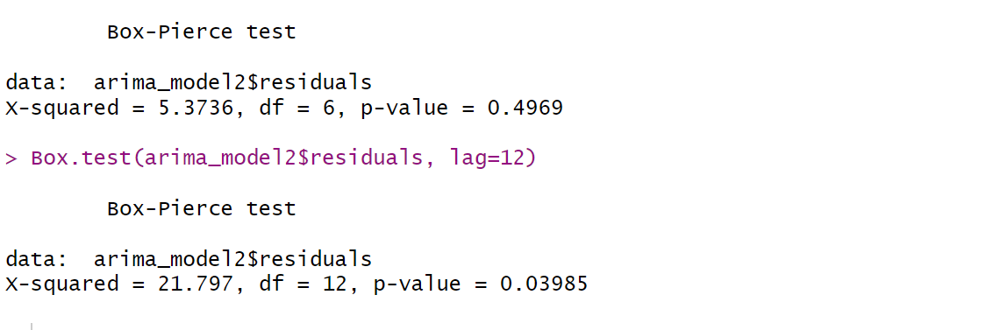 Box-Pierce test
data: arima_model2$residuals
X-squared = 5.3736, df = 6, p-value = 0.4969
> Box.test(arima_model2$residuals, lag=12)
Box-Pierce test
data: arima_model2$residuals
X-squared = 21.797, df = 12, p-value = 0.03985